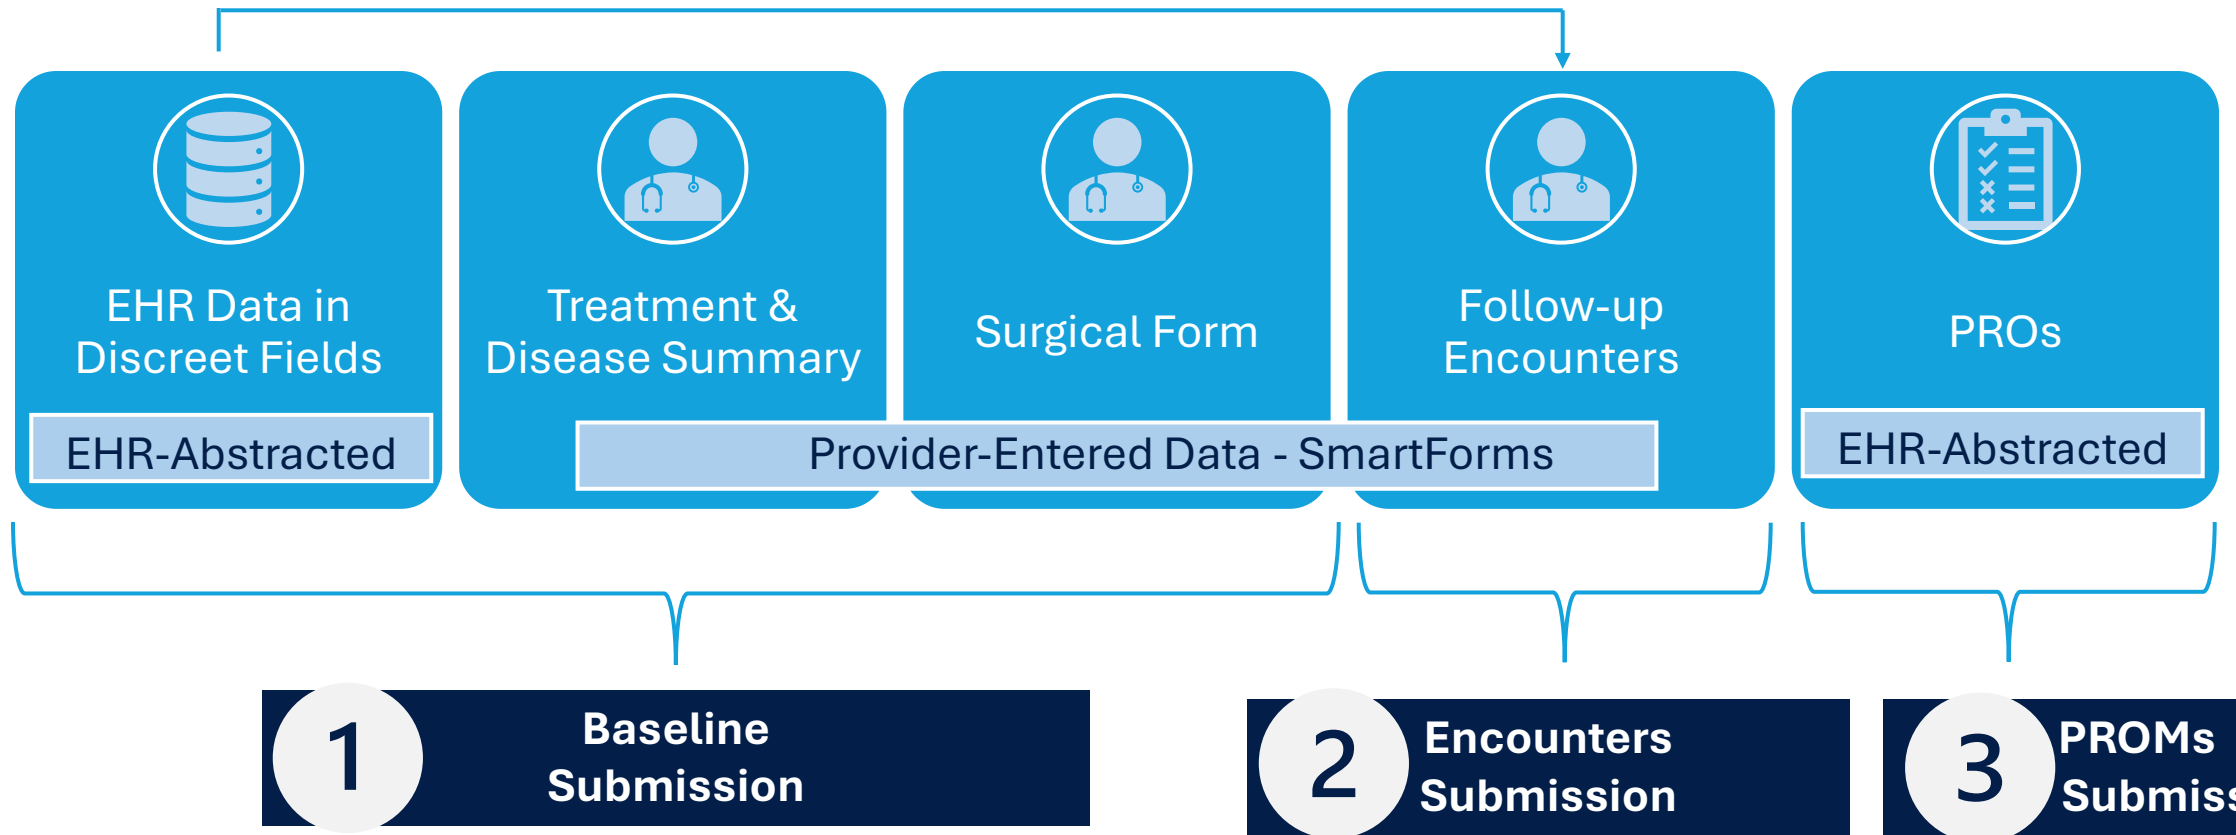 EHR Data in
Discreet Fields
EHR-Abstracted
Treatment &
Disease Summary
Surgical Form
Follow-up
Encounters
Provider-Entered Data - SmartForms
PROs
EHR-Abstracted
1
Baseline
Submission
2
Encounters
Submission
3
PROMs